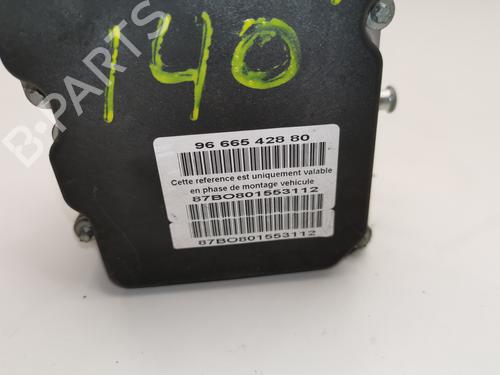 140
B-PARTS
96 665 428 80
Cette reference est uniquement valable
en phase de montage vehicule
87BO801553112
87BO801553112